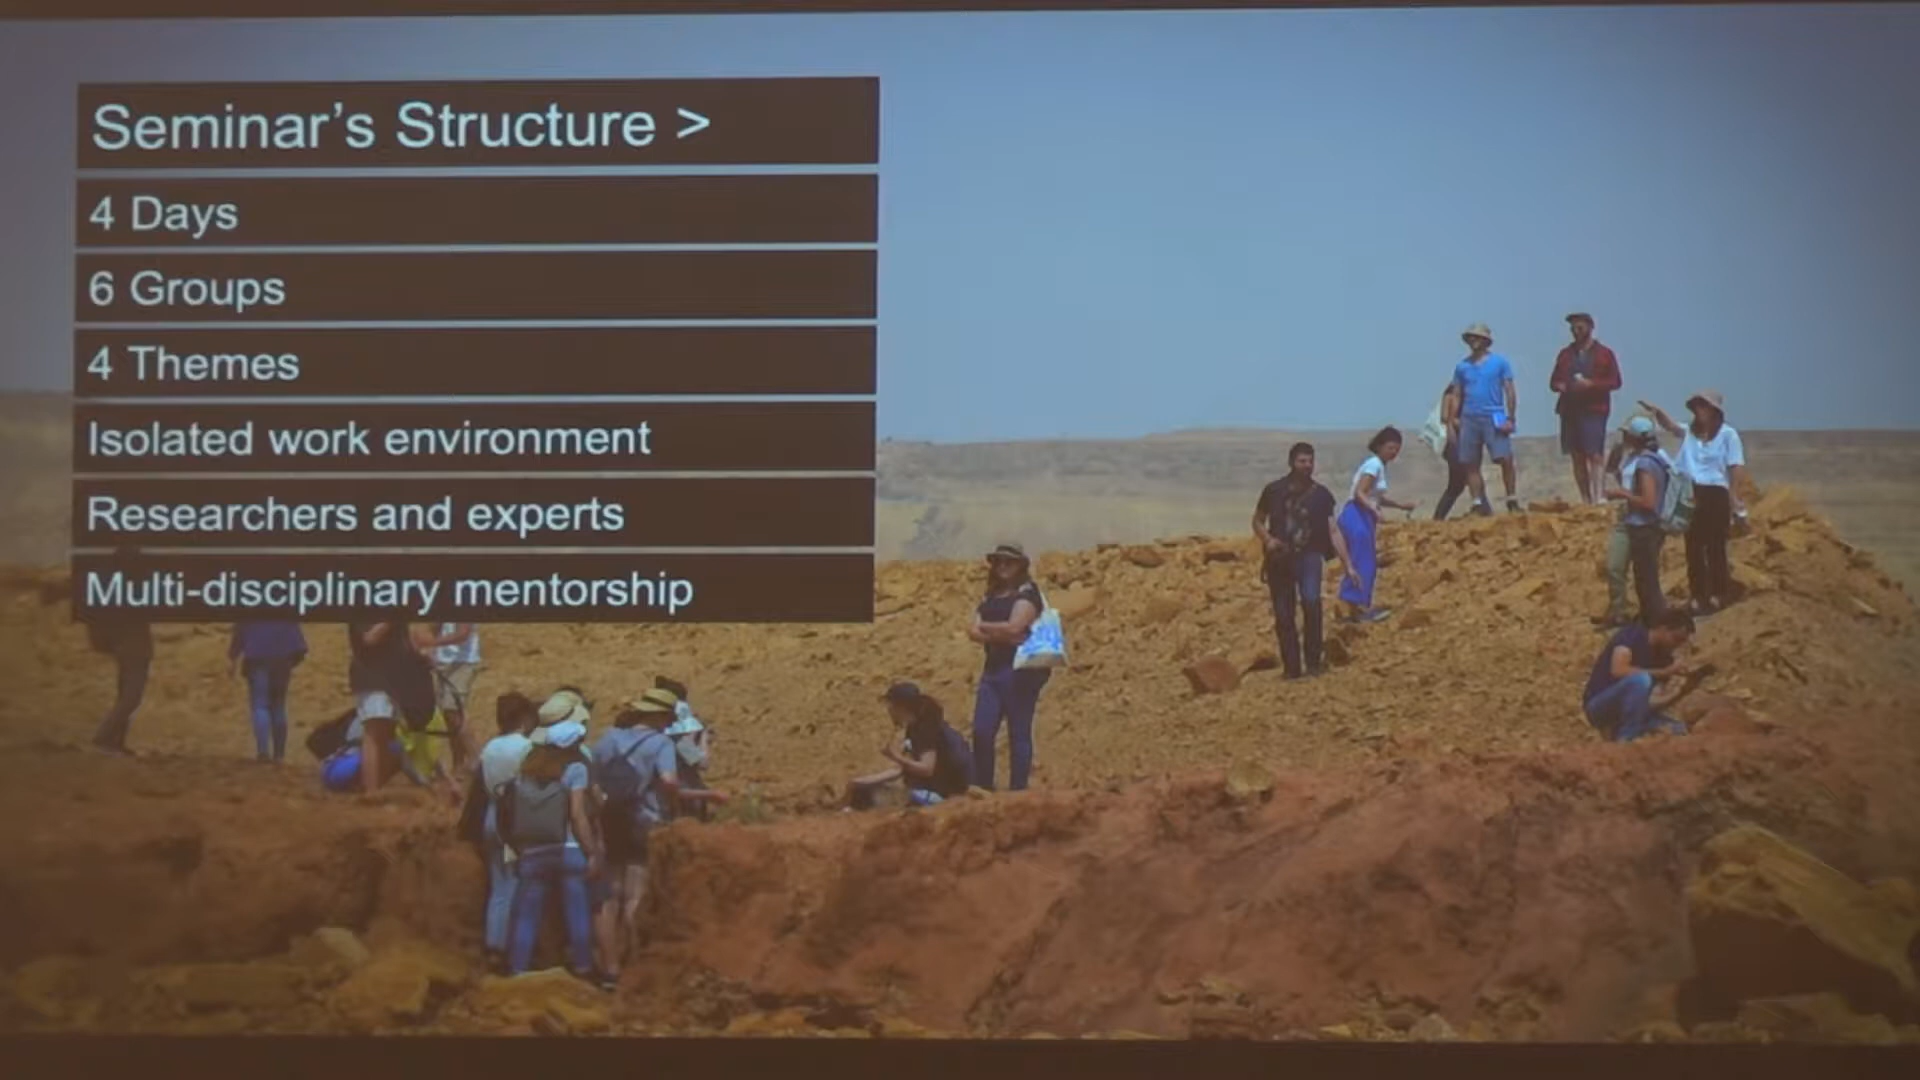 Seminar's Structure >
4 Days
6 Groups
4 Themes
Isolated work environment
Researchers and experts
Multi-disciplinary mentorship